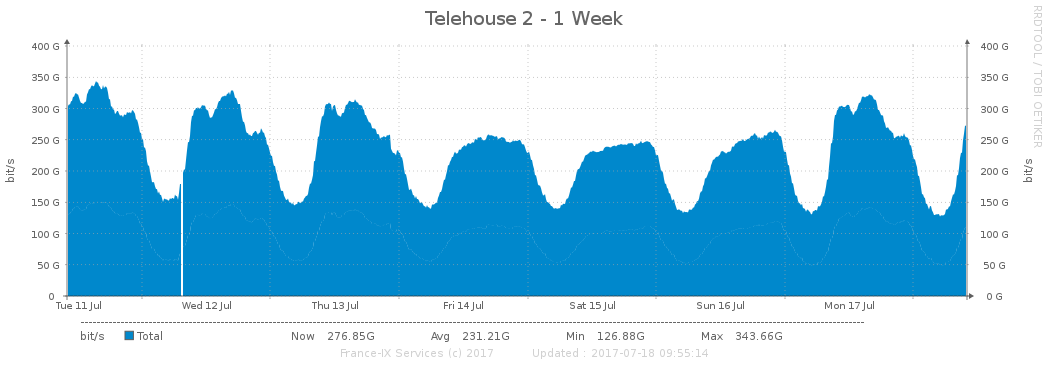 Telehouse 2 - 1 Week
RRDTOOL / TOBI OETIKER
bit/s
bit/s
400 G 400 G
350 G 350 G
300 G 300 G
250 G 250 G
200 G 200 G
150 G 150 G
100 G 100 G
50 G 50 G
0 0 G
Tue 11 Jul Wed 12 Jul Thu 13 Jul Fri 14 Jul Sat 15 Jul Sun 16 Jul Mon 17 Jul
bit/s Total Now 276.85G Avg 231.21G Min 126.88G Max 343.66G
France-IX Services (c) 2017 Updated : 2017-07-18 09:55:14